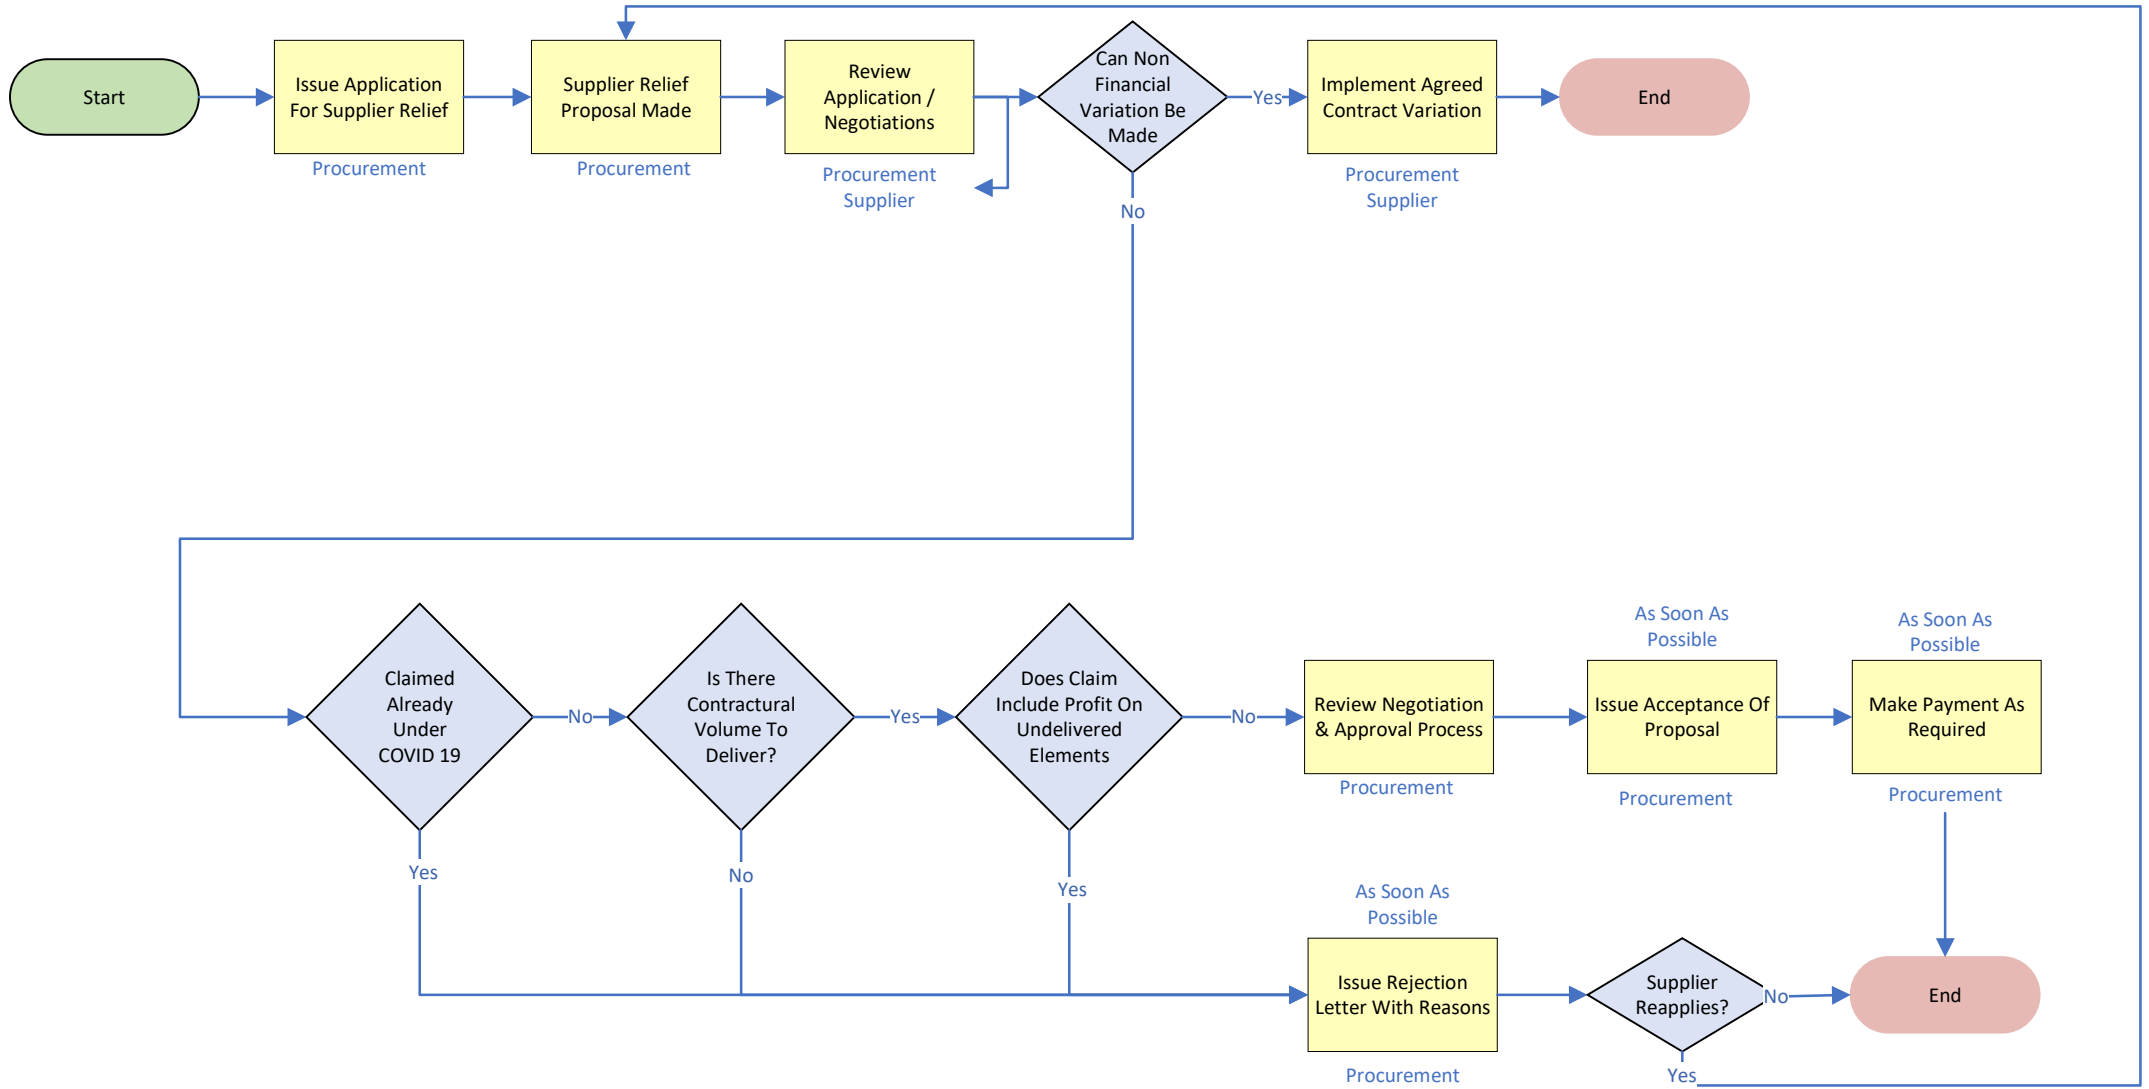 Start
Issue Application
For Supplier Relief
Procurement
Supplier Relief
Proposal Made
Procurement
Review
Application /
Negotiations
Procurement
Supplier
Can Non
Financial
Variation Be
Made
Yes
No
Implement Agreed
Contract Variation
Procurement
Supplier
End
Claimed
Already
Under
COVID 19
No
Yes
Is There
Contractural
Volume To
Deliver?
Yes
No
Does Claim
Include Profit On
Undelivered
Elements
No
Yes
Review Negotiation
& Approval Process
Procurement
As Soon As
Possible
Issue Acceptance Of
Proposal
Procurement
As Soon As
Possible
Make Payment As
Required
Procurement
As Soon As
Possible
Issue Rejection
Letter With Reasons
Procurement
Supplier
Reapplies?
No
Yes
End